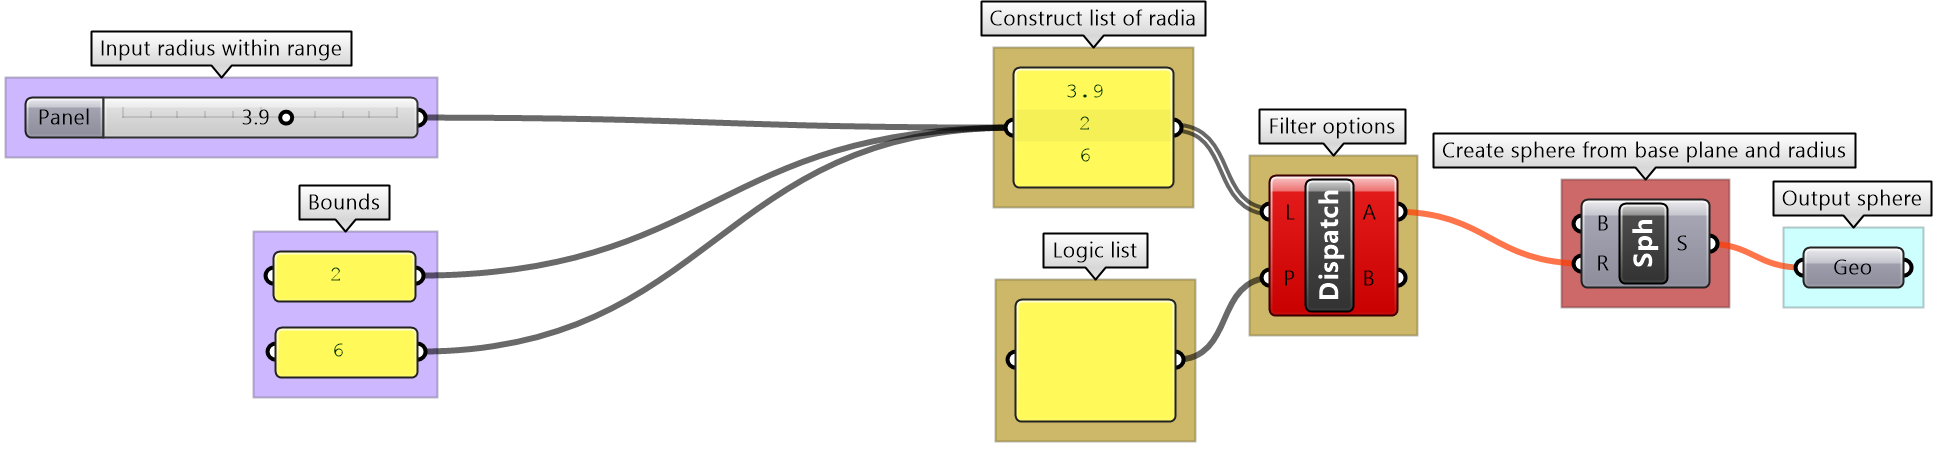 Input radius within range
Panel
3.9
Bounds
2
6
Construct list of radia
3.9
2
6
Logic list
Filter options
L
P
Dispatch
A
B
Create sphere from base plane and radius
B
R
Sph
S
Output sphere
Geo